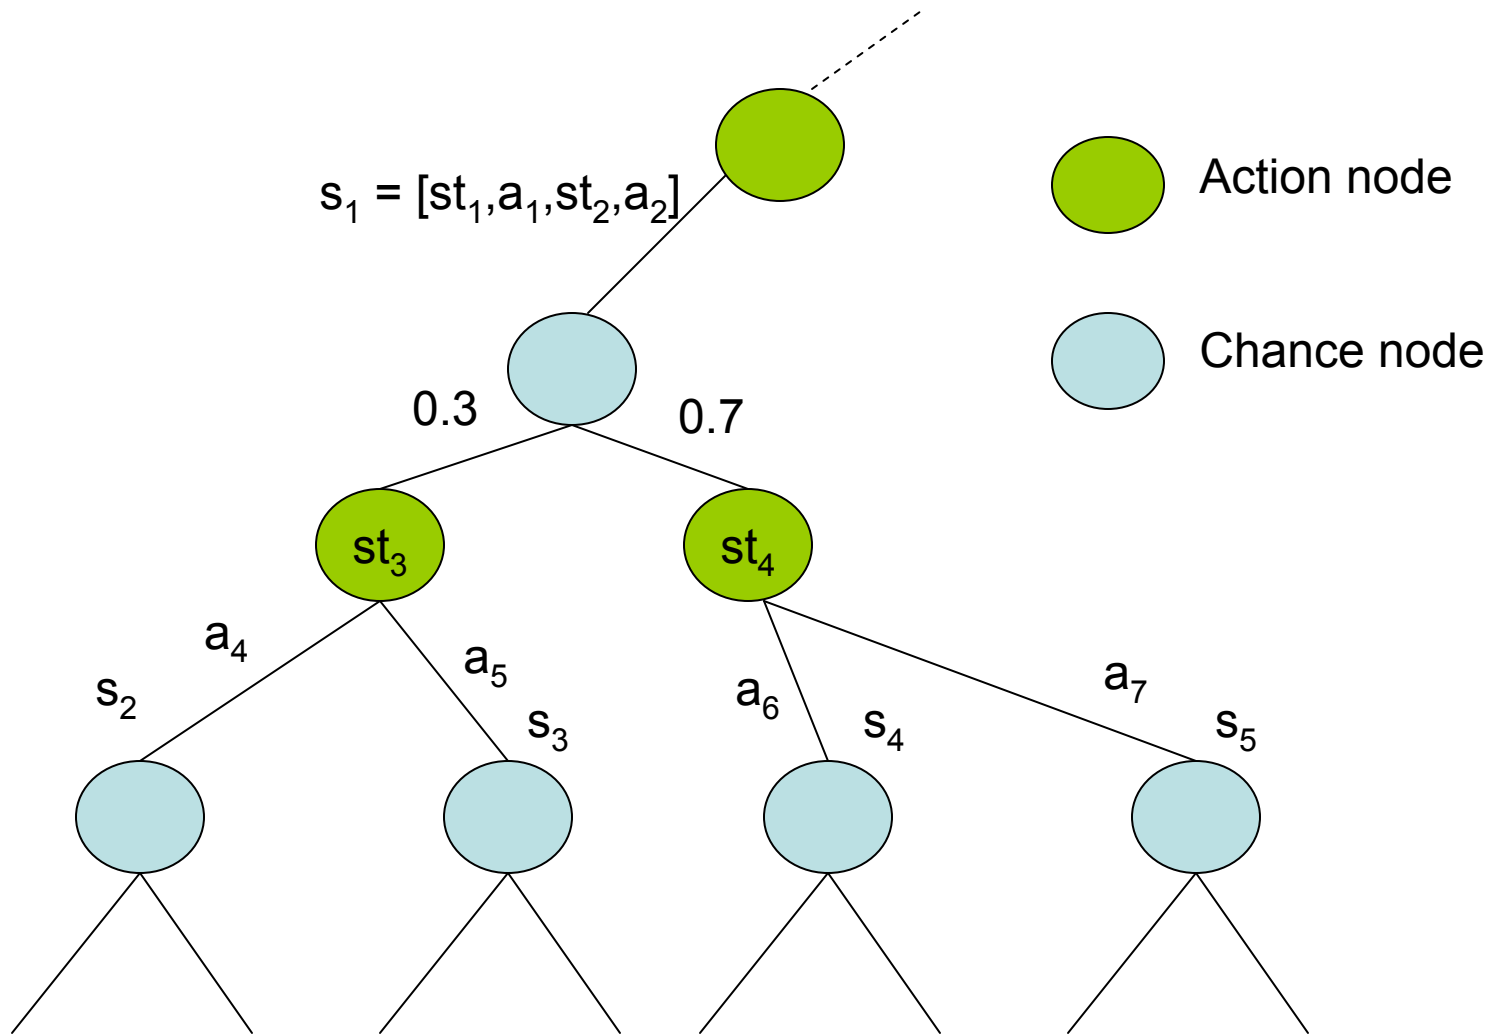 s1 = [st1,a1,st2,a2]
Action node
Chance node
0.3
0.7
st3
st4
a4
a5
a6
a7
s2
s3
s4
s5